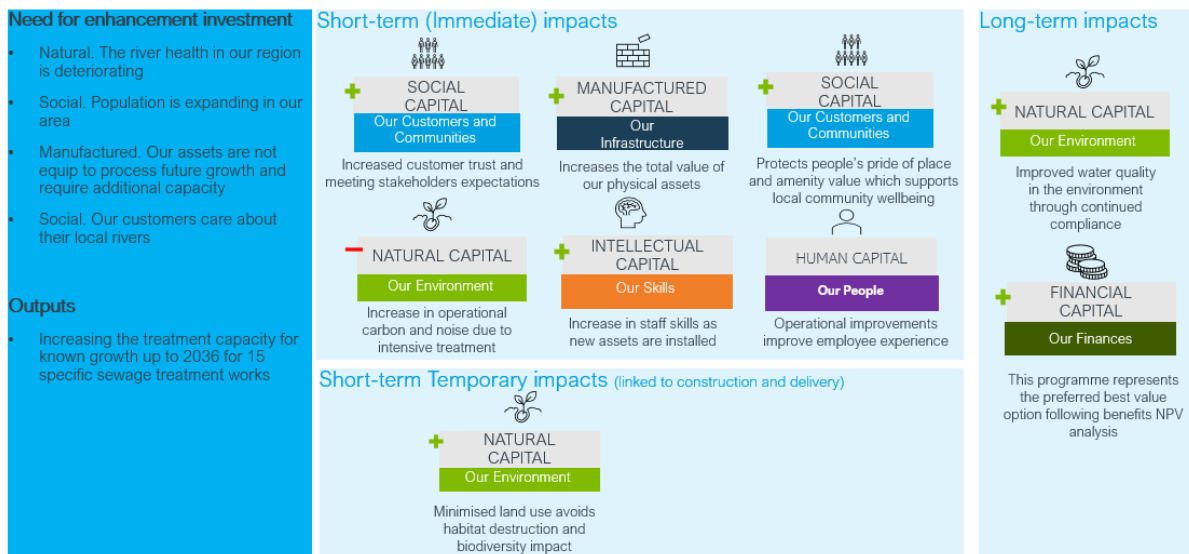 Need for enhancement investment
• Natural. The river health in our region
is deteriorating
• Social. Population is expanding in our
area
• Manufactured. Our assets are not
equip to process future growth and
require additional capacity
• Social. Our customers care about
their local rivers
Outputs
• Increasing the treatment capacity for
known growth up to 2036 for 15
specific sewage treatment works
Short-term (Immediate) impacts
+
SOCIAL
CAPITAL
Our Customers and
Communities
Increased customer trust and
meeting stakeholders expectations
+
MANUFACTURED
CAPITAL
Our
Infrastructure
Increases the total value of
our physical assets
+
SOCIAL
CAPITAL
Our Customers and
Communities
Protects people's pride of place
and amenity value which supports
local community wellbeing
−
NATURAL CAPITAL
Our Environment
Increase in operational
carbon and noise due to
intensive treatment
+
INTELLECTUAL
CAPITAL
Our Skills
Increase in staff skills as
new assets are installed
HUMAN CAPITAL
Our People
Operational improvements
improve employee experience
Short-term Temporary impacts (linked to construction and delivery)
+
NATURAL
CAPITAL
Our Environment
Minimised land use avoids
habitat destruction and
biodiversity impact
Long-term impacts
+
NATURAL CAPITAL
Our Environment
Improved water quality
in the environment
through continued
compliance
+
FINANCIAL
CAPITAL
Our Finances
This programme represents
the preferred best value
option following benefits NPV
analysis